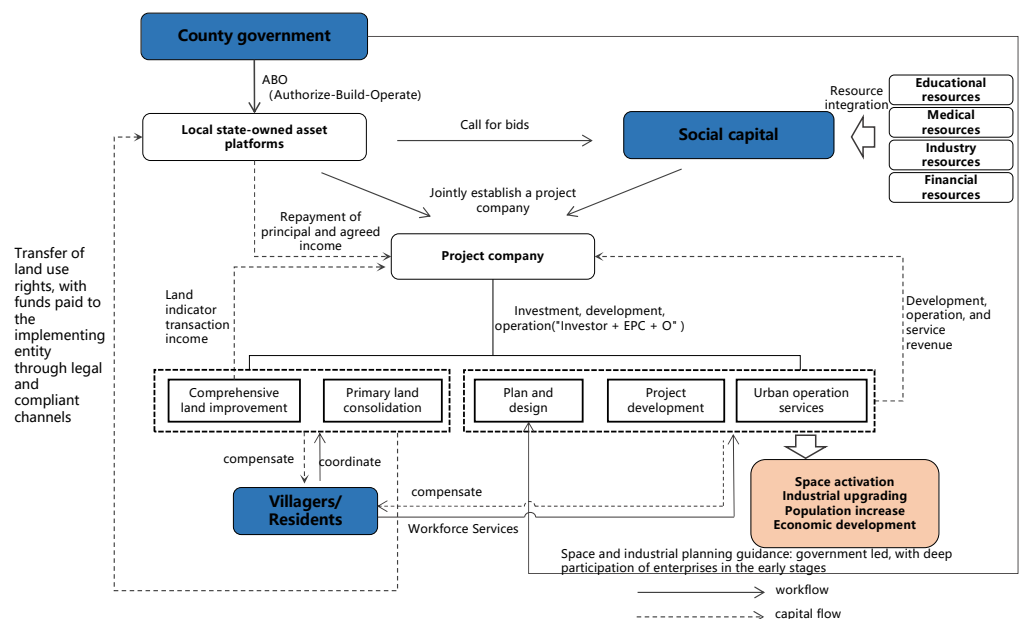 County government
ABO
(Authorize-Build-Operate)
Local state-owned asset
platforms
Call for bids
Social capital
Resource
integration
Educational
resources
Medical
resources
Industry
resources
Financial
resources
Jointly establish a project
company
Repayment of
principal and agreed
income
Project company
Transfer of
land use
rights, with
funds paid to
the
implementing
entity
through legal
and
compliant
channels
Land
indicator
transaction
income
Investment, development,
operation("Investor + EPC + O" )
Development,
operation, and
service
revenue
Comprehensive
land improvement
Primary land
consolidation
Plan and
design
Project
development
Urban operation
services
compensate
coordinate
Villagers/
Residents
compensate
Workforce Services
Space activation
Industrial upgrading
Population increase
Economic development
Space and industrial planning guidance: government led, with deep
participation of enterprises in the early stages
workflow
capital flow